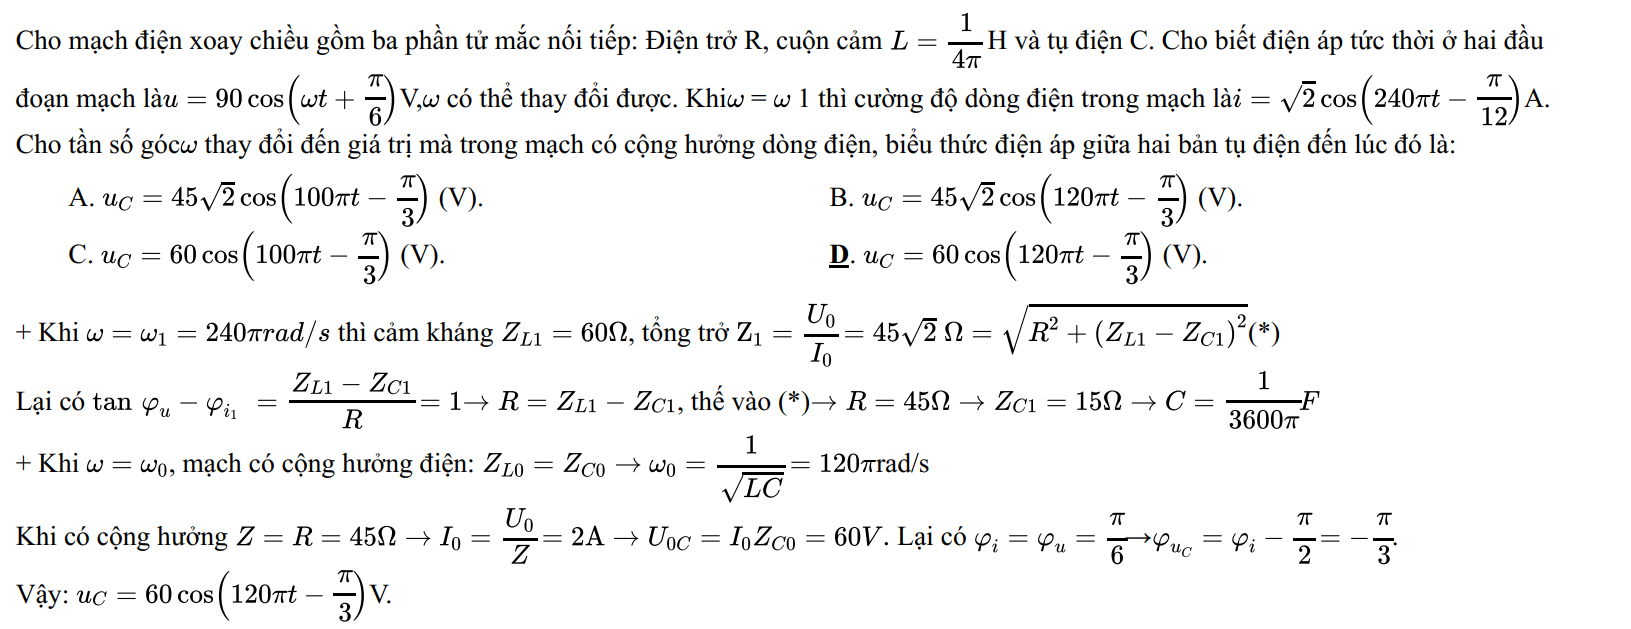 Cho mạch điện xoay chiều gồm ba phần tử mắc nối tiếp: Điện trở R, cuộn cảm $L = \frac{1}{4\pi}$H và tụ điện C. Cho biết điện áp tức thời ở hai đầu
đoạn mạch là$u = 90\cos\left(\omega t + \frac{\pi}{6}\right)$V,$\omega$ có thể thay đổi được. Khi$\omega = \omega$ 1 thì cường độ dòng điện trong mạch là$i = \sqrt{2}\cos\left(240\pi t - \frac{\pi}{12}\right)$A.
Cho tần số góc$\omega$ thay đổi đến giá trị mà trong mạch có cộng hưởng dòng điện, biểu thức điện áp giữa hai bản tụ điện đến lúc đó là:
A. $u_C = 45\sqrt{2}\cos\left(100\pi t - \frac{\pi}{3}\right)$ (V). B. $u_C = 45\sqrt{2}\cos\left(120\pi t - \frac{\pi}{3}\right)$ (V).
C. $u_C = 60\cos\left(100\pi t - \frac{\pi}{3}\right)$ (V). D. $u_C = 60\cos\left(120\pi t - \frac{\pi}{3}\right)$ (V).
+ Khi $\omega = \omega_1 = 240\pi rad/s$ thì cảm kháng $Z_{L1} = 60\Omega$, tổng trở $Z_1 = \frac{U_0}{I_0} = 45\sqrt{2}\,\Omega = \sqrt{R^2 + (Z_{L1} - Z_{C1})^2}$(*)
Lại có $\tan \varphi_u - \varphi_{i_1} = \frac{Z_{L1} - Z_{C1}}{R} = 1 \to R = Z_{L1} - Z_{C1}$, thế vào (*)$\to R = 45\Omega \to Z_{C1} = 15\Omega \to C = \frac{1}{3600\pi}F$
+ Khi $\omega = \omega_0$, mạch có cộng hưởng điện: $Z_{L0} = Z_{C0} \to \omega_0 = \frac{1}{\sqrt{LC}} = 120\pi$rad/s
Khi có cộng hưởng $Z = R = 45\Omega \to I_0 = \frac{U_0}{Z} = 2$A $\to U_{0C} = I_0 Z_{C0} = 60V$. Lại có $\varphi_i = \varphi_u = \frac{\pi}{6} \to \varphi_{u_C} = \varphi_i - \frac{\pi}{2} = -\frac{\pi}{3}$.
Vậy: $u_C = 60\cos\left(120\pi t - \frac{\pi}{3}\right)$V.